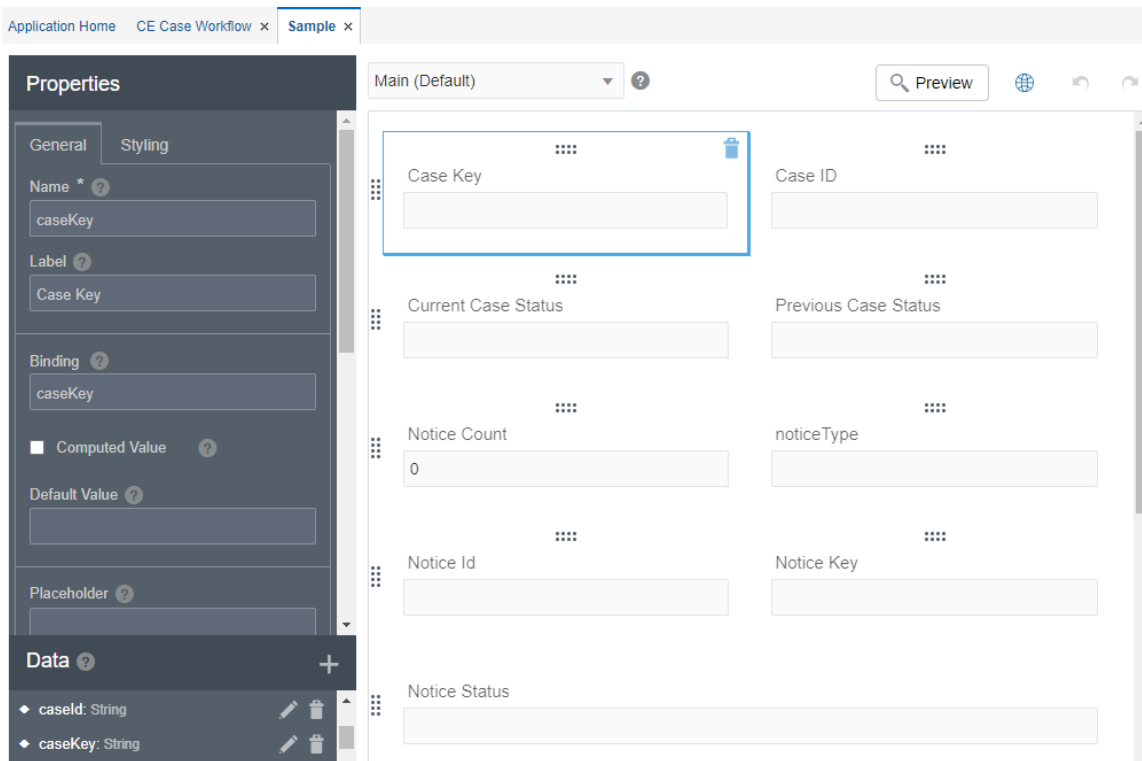 Application Home CE Case Workflow × Sample ×
Properties
General Styling
Name * ?
caseKey
Label ?
Case Key
Binding ?
caseKey
Computed Value ?
Default Value ?
Placeholder ?
Data ? +
caseId: String
caseKey: String
Main (Default) ? Preview
Case Key Case ID
Current Case Status Previous Case Status
Notice Count noticeType
0
Notice Id Notice Key
Notice Status